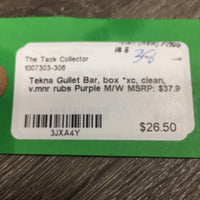 38
The Tack Collector
1007303-306
Tekna Gullet Bar, box *xc, clean,
v.mnr rubs Purple M/W MSRP: $37.9
$26.50
3JXA4Y